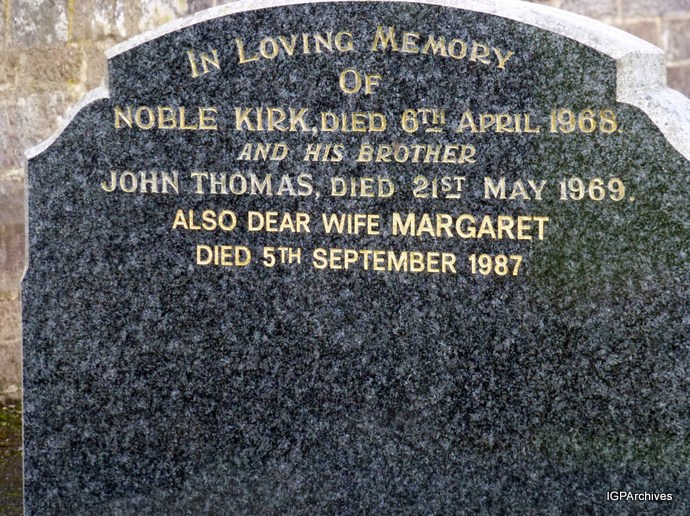 In Loving Memory
Of
Noble Kirk, died 6th April 1968.
and his brother
John Thomas, died 21st May 1969.
ALSO DEAR WIFE MARGARET
DIED 5TH SEPTEMBER 1987
IGPArchives